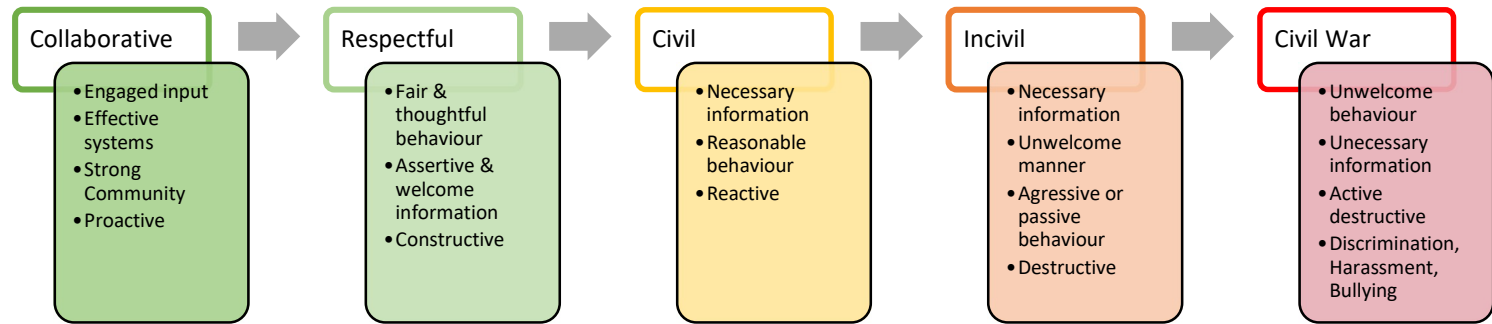 Collaborative
•Engaged input
•Effective
systems
•Strong
Community
•Proactive
Respectful
•Fair &
thoughtful
behaviour
•Assertive &
welcome
information
•Constructive
Civil
•Necessary
information
•Reasonable
behaviour
•Reactive
Incivil
•Necessary
information
•Unwelcome
manner
•Agressive or
passive
behaviour
•Destructive
Civil War
•Unwelcome
behaviour
•Unecessary
information
•Active
destructive
•Discrimination,
Harassment,
Bullying